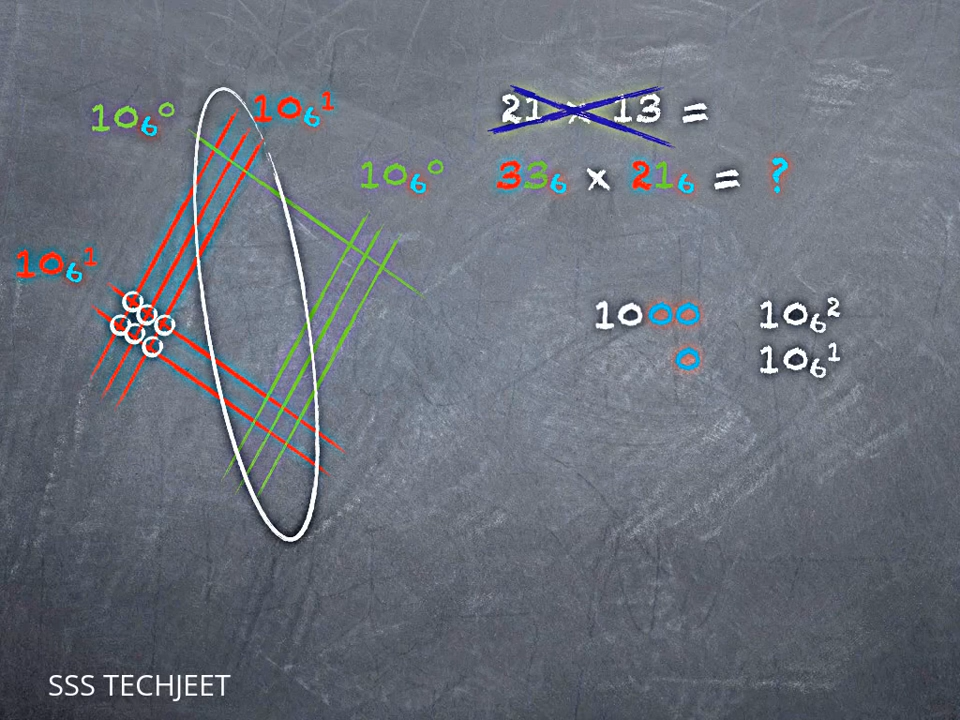 21 x 13 =
33₆ x 21₆ = ?
10₆⁰
10₆¹
10₆⁰
10₆¹
1000 10₆²
0 10₆¹
SSS TECHJEET